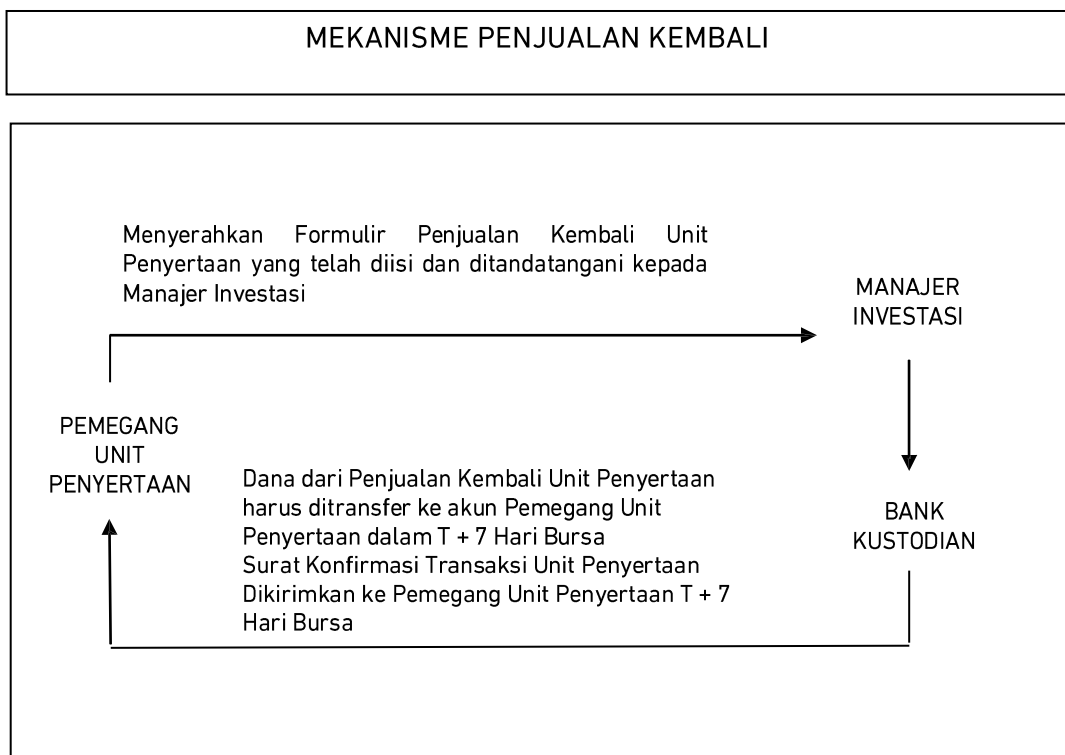 MEKANISME PENJUALAN KEMBALI
Menyerahkan Formulir Penjualan Kembali Unit
Penyertaan yang telah diisi dan ditandatangani kepada
Manajer Investasi
MANAJER
INVESTASI
PEMEGANG
UNIT
PENYERTAAN
Dana dari Penjualan Kembali Unit Penyertaan
harus ditransfer ke akun Pemegang Unit
Penyertaan dalam T + 7 Hari Bursa
Surat Konfirmasi Transaksi Unit Penyertaan
Dikirimkan ke Pemegang Unit Penyertaan T + 7
Hari Bursa
BANK
KUSTODIAN